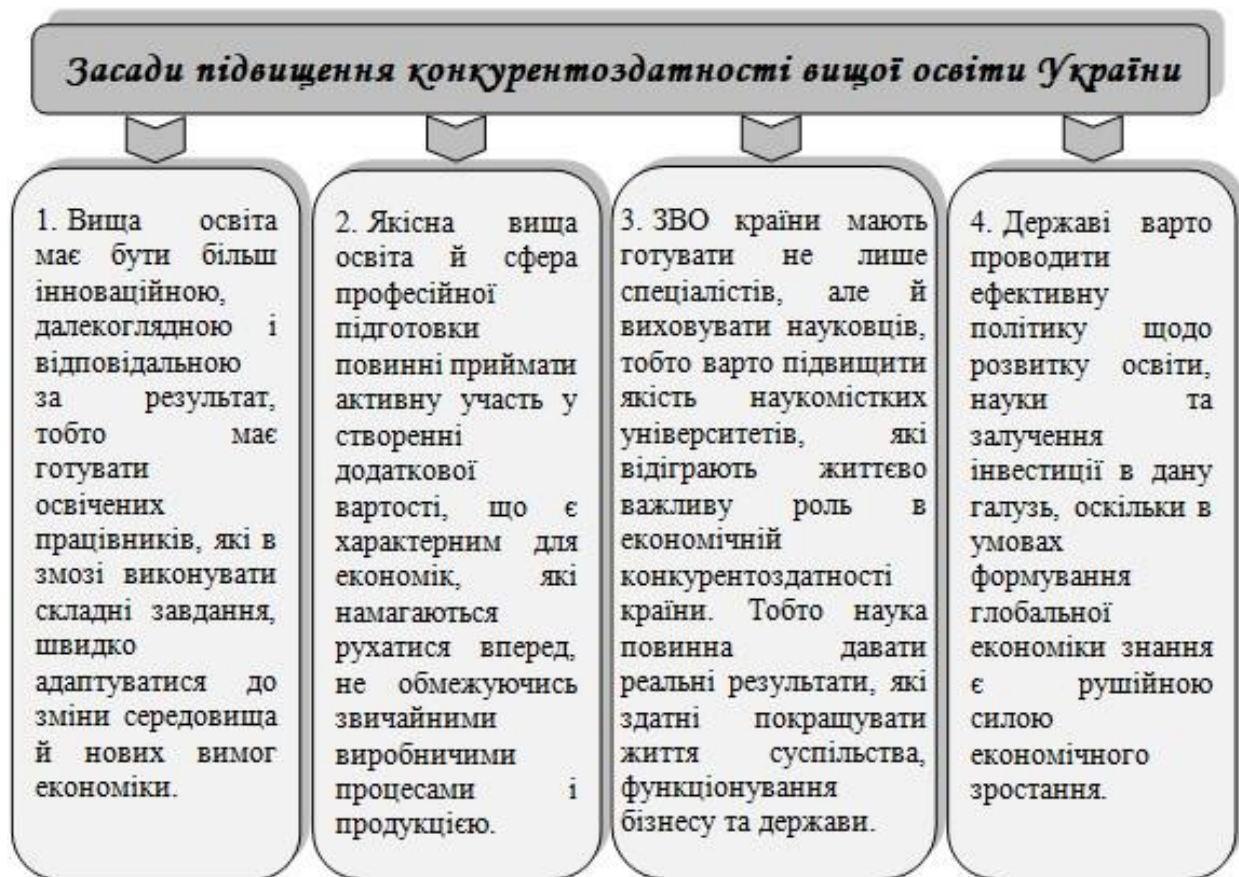 Засади підвищення конкурентоздатності вищої освіти України
1. Вища освіта
має бути більш
інноваційною,
далекоглядною і
відповідальною
за результат,
тобто має
готувати
освічених
працівників, які в
змозі виконувати
складні завдання,
швидко
адаптуватися до
зміни середовища
й нових вимог
економіки.
2. Якісна вища
освіта й сфера
професійної
підготовки
повинні приймати
активну участь у
створенні
додаткової
вартості, що є
характерним для
економік, які
намагаються
рухатися вперед,
не обмежуючись
звичайними
виробничими
процесами і
продукцією.
3. ЗВО країни мають
готувати не лише
спеціалістів, але й
виховувати науковців,
тобто варто підвищити
якість наукомістких
університетів, які
відіграють життєво
важливу роль в
економічній
конкурентоздатності
країни. Тобто наука
повинна давати
реальні результати, які
здатні покращувати
життя суспільства,
функціонування
бізнесу та держави.
4. Державі варто
проводити
ефективну
політику щодо
розвитку освіти,
науки та
залучення
інвестиції в дану
галузь, оскільки в
умовах
формування
глобальної
економіки знання
є рушійною
силою
економічного
зростання.